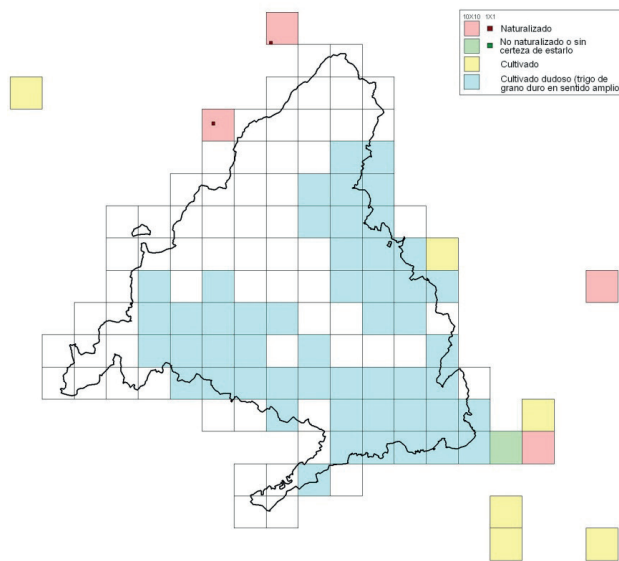 10X10 1X1
Naturalizado
No naturalizado o sin
certeza de estarlo
Cultivado
Cultivado dudoso (trigo de
grano duro en sentido amplio